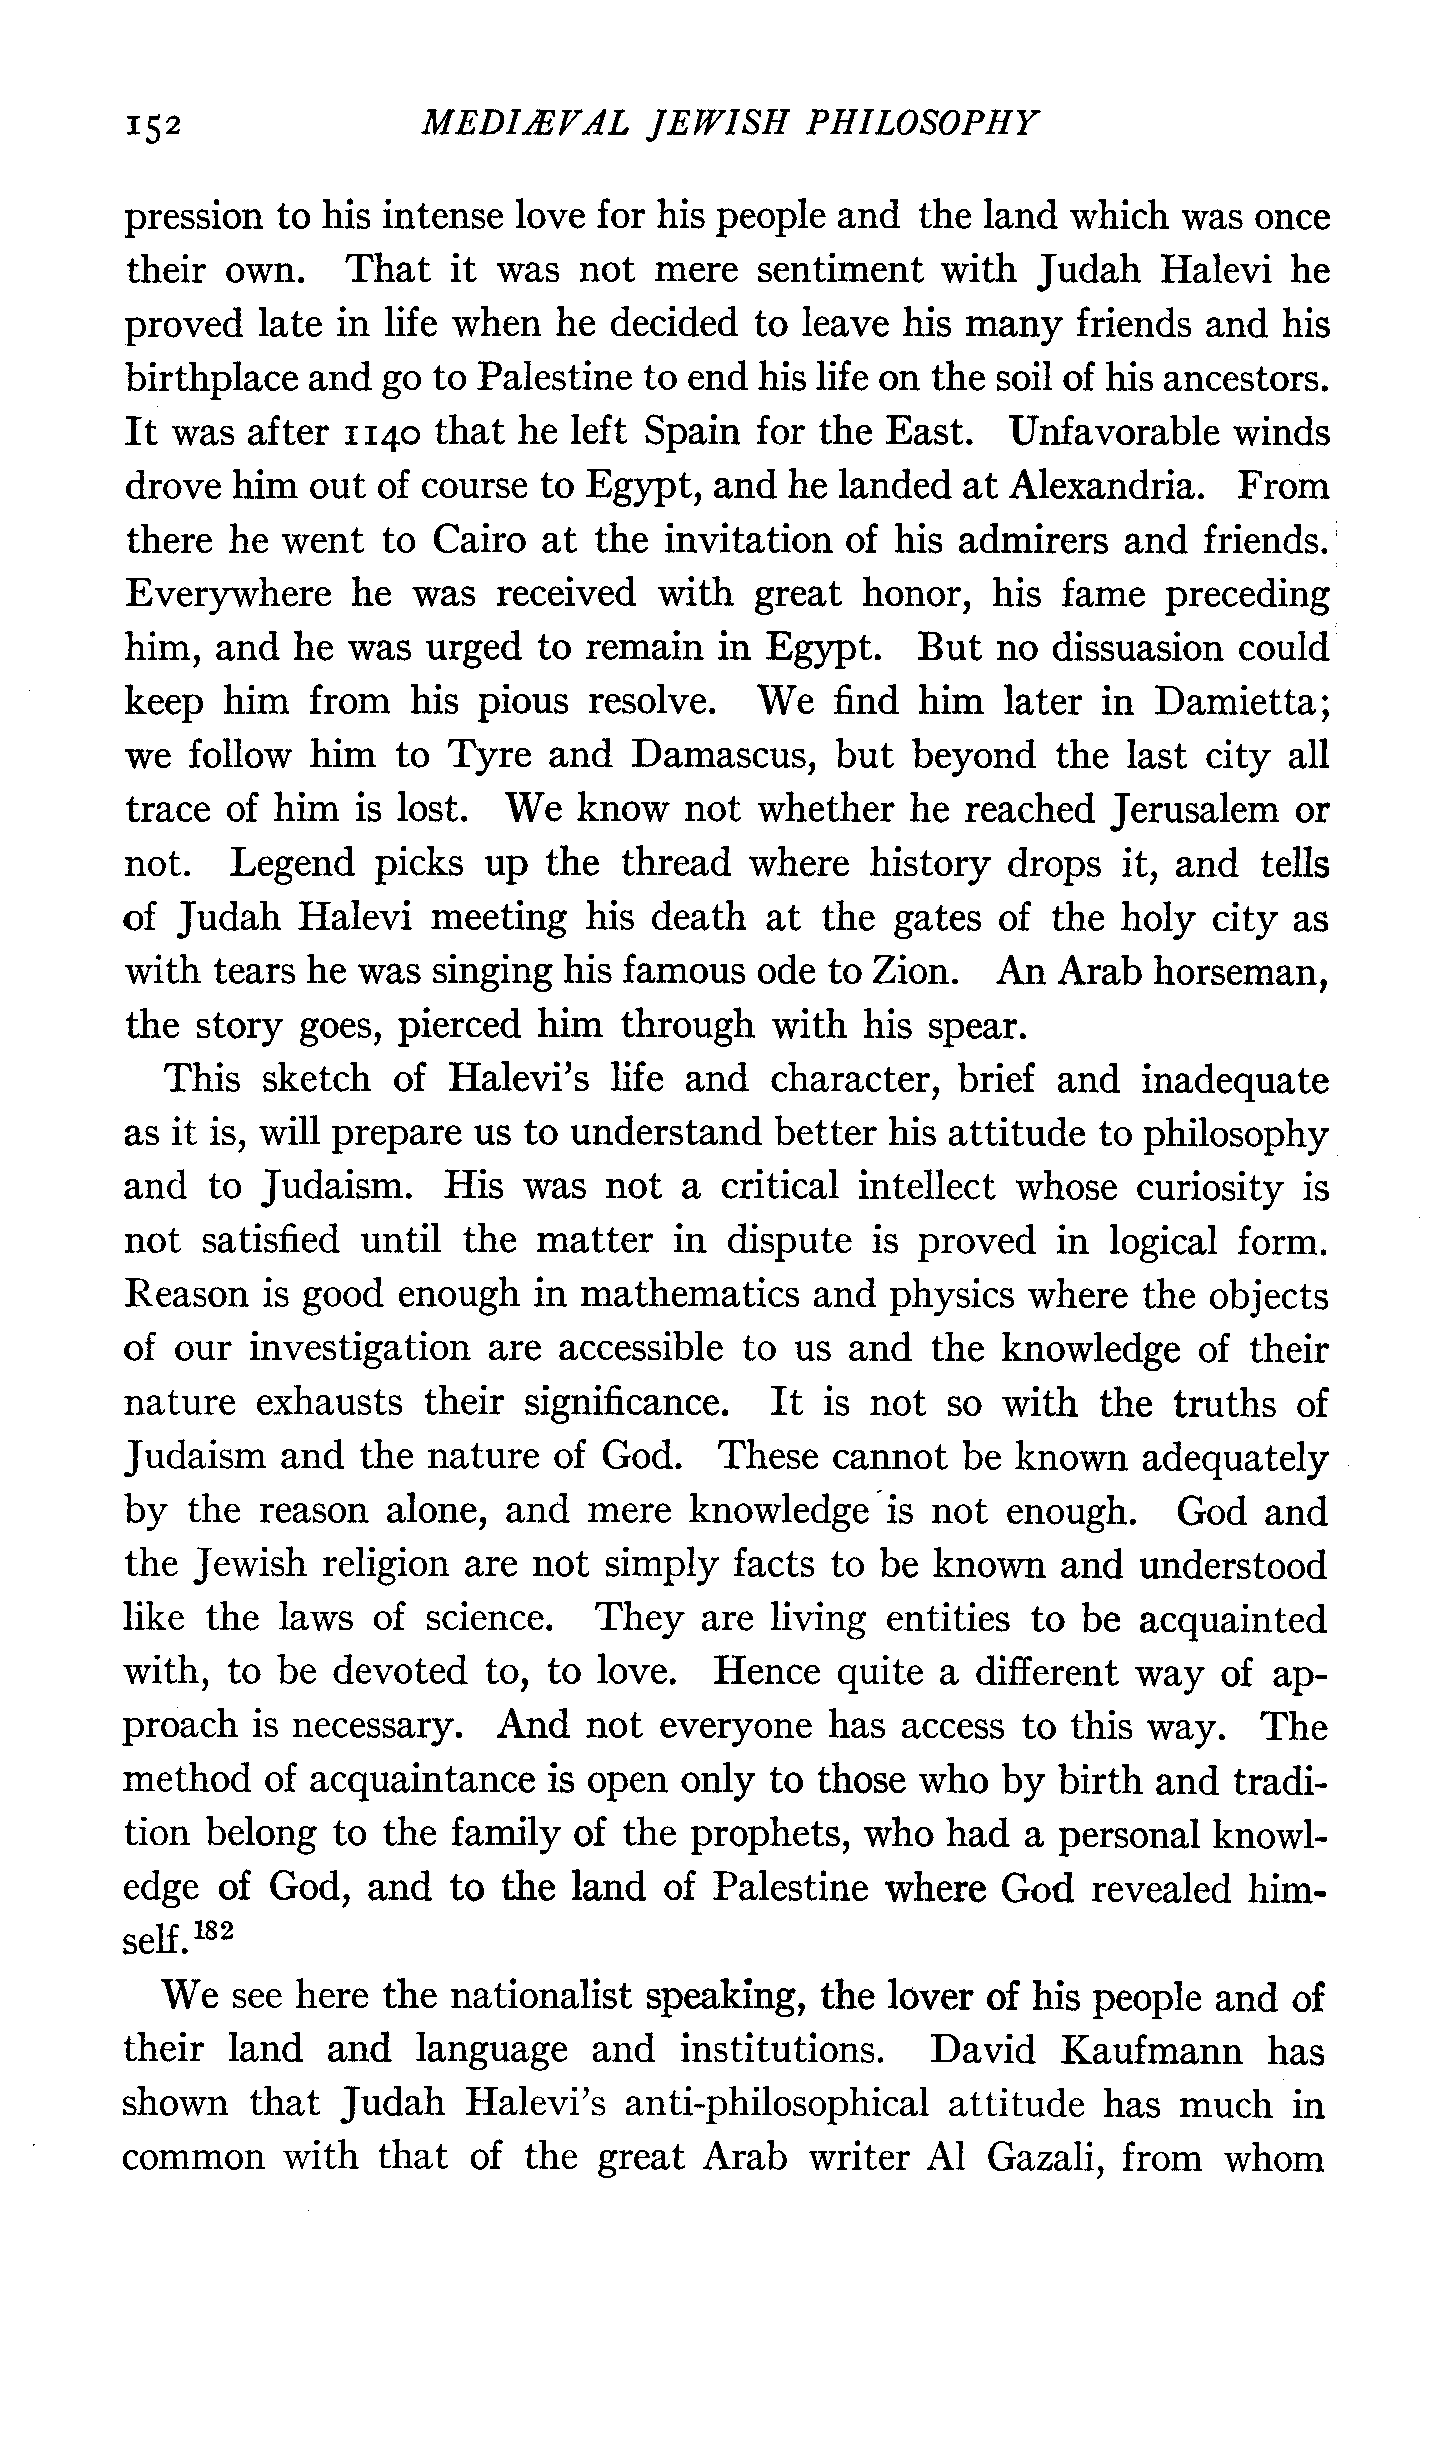 152 MEDIÆVAL JEWISH PHILOSOPHY
pression to his intense love for his people and the land which was once
their own. That it was not mere sentiment with Judah Halevi he
proved late in life when he decided to leave his many friends and his
birthplace and go to Palestine to end his life on the soil of his ancestors.
It was after 1140 that he left Spain for the East. Unfavorable winds
drove him out of course to Egypt, and he landed at Alexandria. From
there he went to Cairo at the invitation of his admirers and friends.
Everywhere he was received with great honor, his fame preceding
him, and he was urged to remain in Egypt. But no dissuasion could
keep him from his pious resolve. We find him later in Damietta;
we follow him to Tyre and Damascus, but beyond the last city all
trace of him is lost. We know not whether he reached Jerusalem or
not. Legend picks up the thread where history drops it, and tells
of Judah Halevi meeting his death at the gates of the holy city as
with tears he was singing his famous ode to Zion. An Arab horseman,
the story goes, pierced him through with his spear.
This sketch of Halevi's life and character, brief and inadequate
as it is, will prepare us to understand better his attitude to philosophy
and to Judaism. His was not a critical intellect whose curiosity is
not satisfied until the matter in dispute is proved in logical form.
Reason is good enough in mathematics and physics where the objects
of our investigation are accessible to us and the knowledge of their
nature exhausts their significance. It is not so with the truths of
Judaism and the nature of God. These cannot be known adequately
by the reason alone, and mere knowledge is not enough. God and
the Jewish religion are not simply facts to be known and understood
like the laws of science. They are living entities to be acquainted
with, to be devoted to, to love. Hence quite a different way of ap-
proach is necessary. And not everyone has access to this way. The
method of acquaintance is open only to those who by birth and tradi-
tion belong to the family of the prophets, who had a personal knowl-
edge of God, and to the land of Palestine where God revealed him-
self.182
We see here the nationalist speaking, the lover of his people and of
their land and language and institutions. David Kaufmann has
shown that Judah Halevi's anti-philosophical attitude has much in
common with that of the great Arab writer Al Gazali, from whom